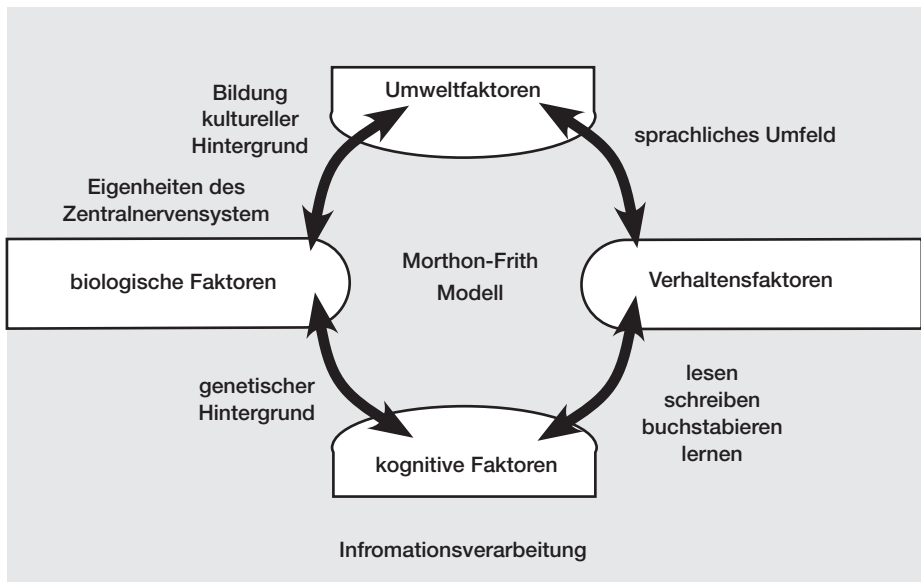 Umweltfaktoren
Bildung
kultureller
Hintergrund
sprachliches Umfeld
Eigenheiten des
Zentralnervensystem
biologische Faktoren
Morthon-Frith
Modell
Verhaltensfaktoren
genetischer
Hintergrund
lesen
schreiben
buchstabieren
lernen
kognitive Faktoren
Infromationsverarbeitung